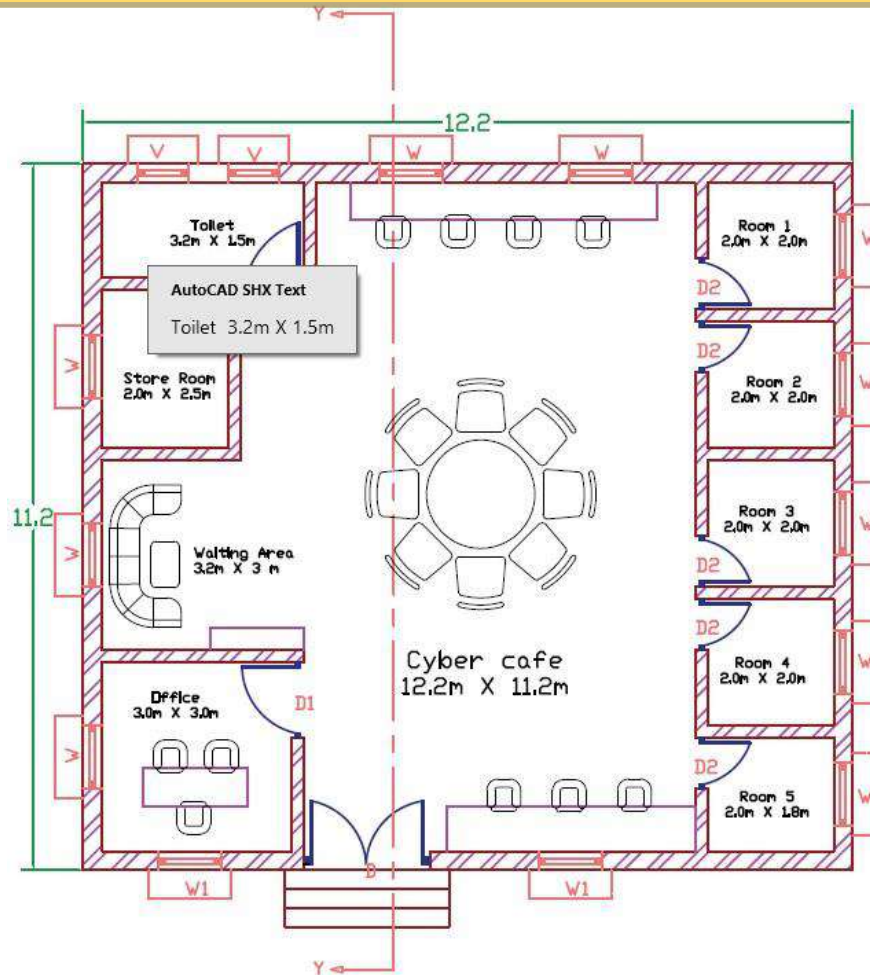 Y
12.2
V
V
W
W
Toilet
3.2m X 1.5m
Room 1
2.0m X 2.0m
W
D2
AutoCAD SHX Text
Toilet 3.2m X 1.5m
D2
W
Store Room
2.0m X 2.5m
Room 2
2.0m X 2.0m
W
11.2
W
Waiting Area
3.2m X 3 m
Room 3
2.0m X 2.0m
W
D2
D2
Cyber cafe
12.2m X 11.2m
Room 4
2.0m X 2.0m
W
Office
3.0m X 3.0m
D1
W
D2
Room 5
2.0m X 1.8m
W
D
W1
W1
Y